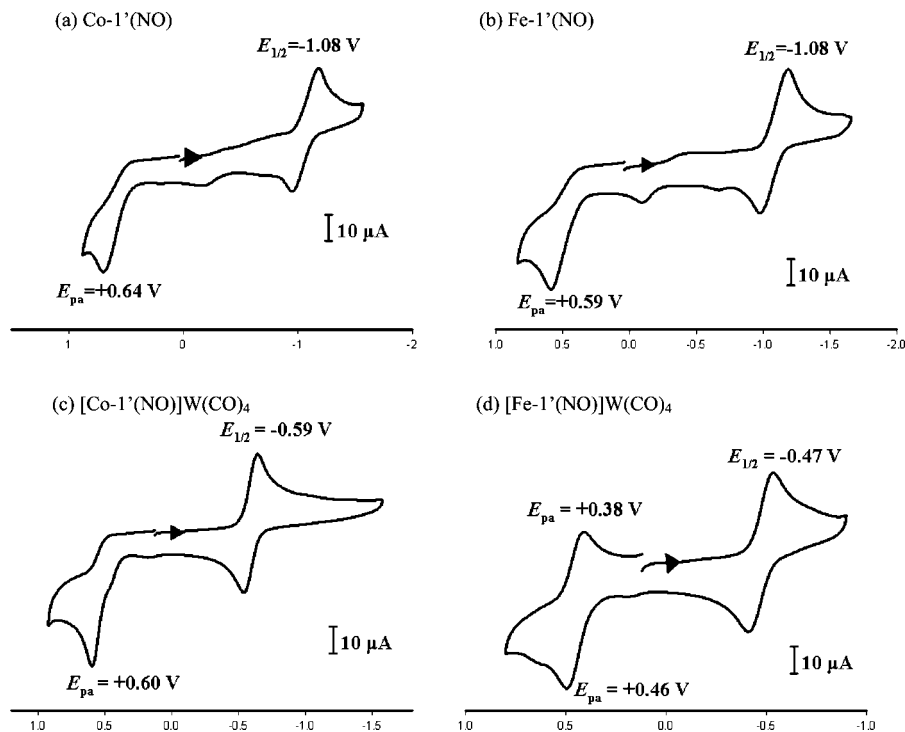 (a) Co-1’(NO)
E1/2=-1.08 V
10 µA
Epa=+0.64 V
1 0 -1 -2
(b) Fe-1’(NO)
E1/2=-1.08 V
10 µA
Epa=+0.59 V
1.0 0.5 0.0 -0.5 -1.0 -1.5 -2.0
(c) [Co-1’(NO)]W(CO)4
E1/2 = -0.59 V
10 µA
Epa = +0.60 V
1.0 0.5 0.0 -0.5 -1.0 -1.5
(d) [Fe-1’(NO)]W(CO)4
E1/2 = -0.47 V
Epa = +0.38 V
10 µA
Epa = +0.46 V
1.0 0.5 0.0 -0.5 -1.0